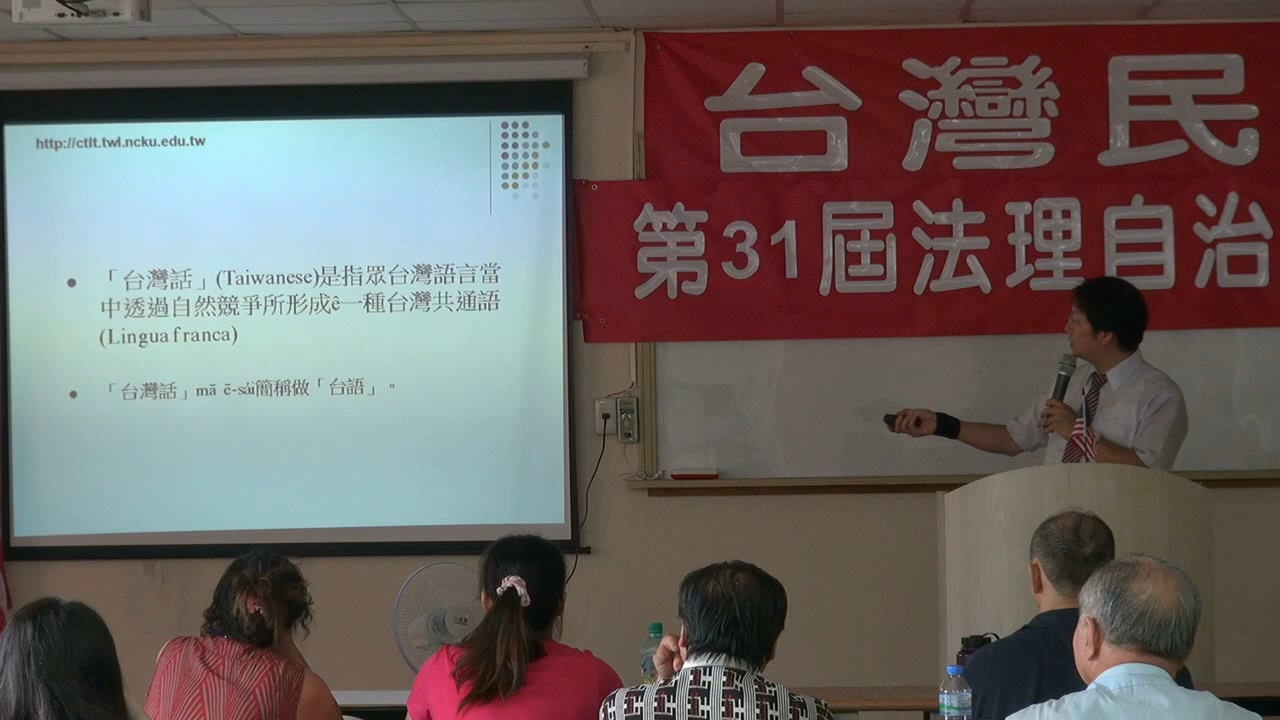 http://ctlt.twl.ncku.edu.tw
「台灣話」(Taiwanese)是指眾台灣語言當
中透過自然競爭所形成ê一種台灣共通語
(Lingua franca)
「台灣話」mā ē-sái簡稱做「台語」。
台灣民
第31屆法理自治